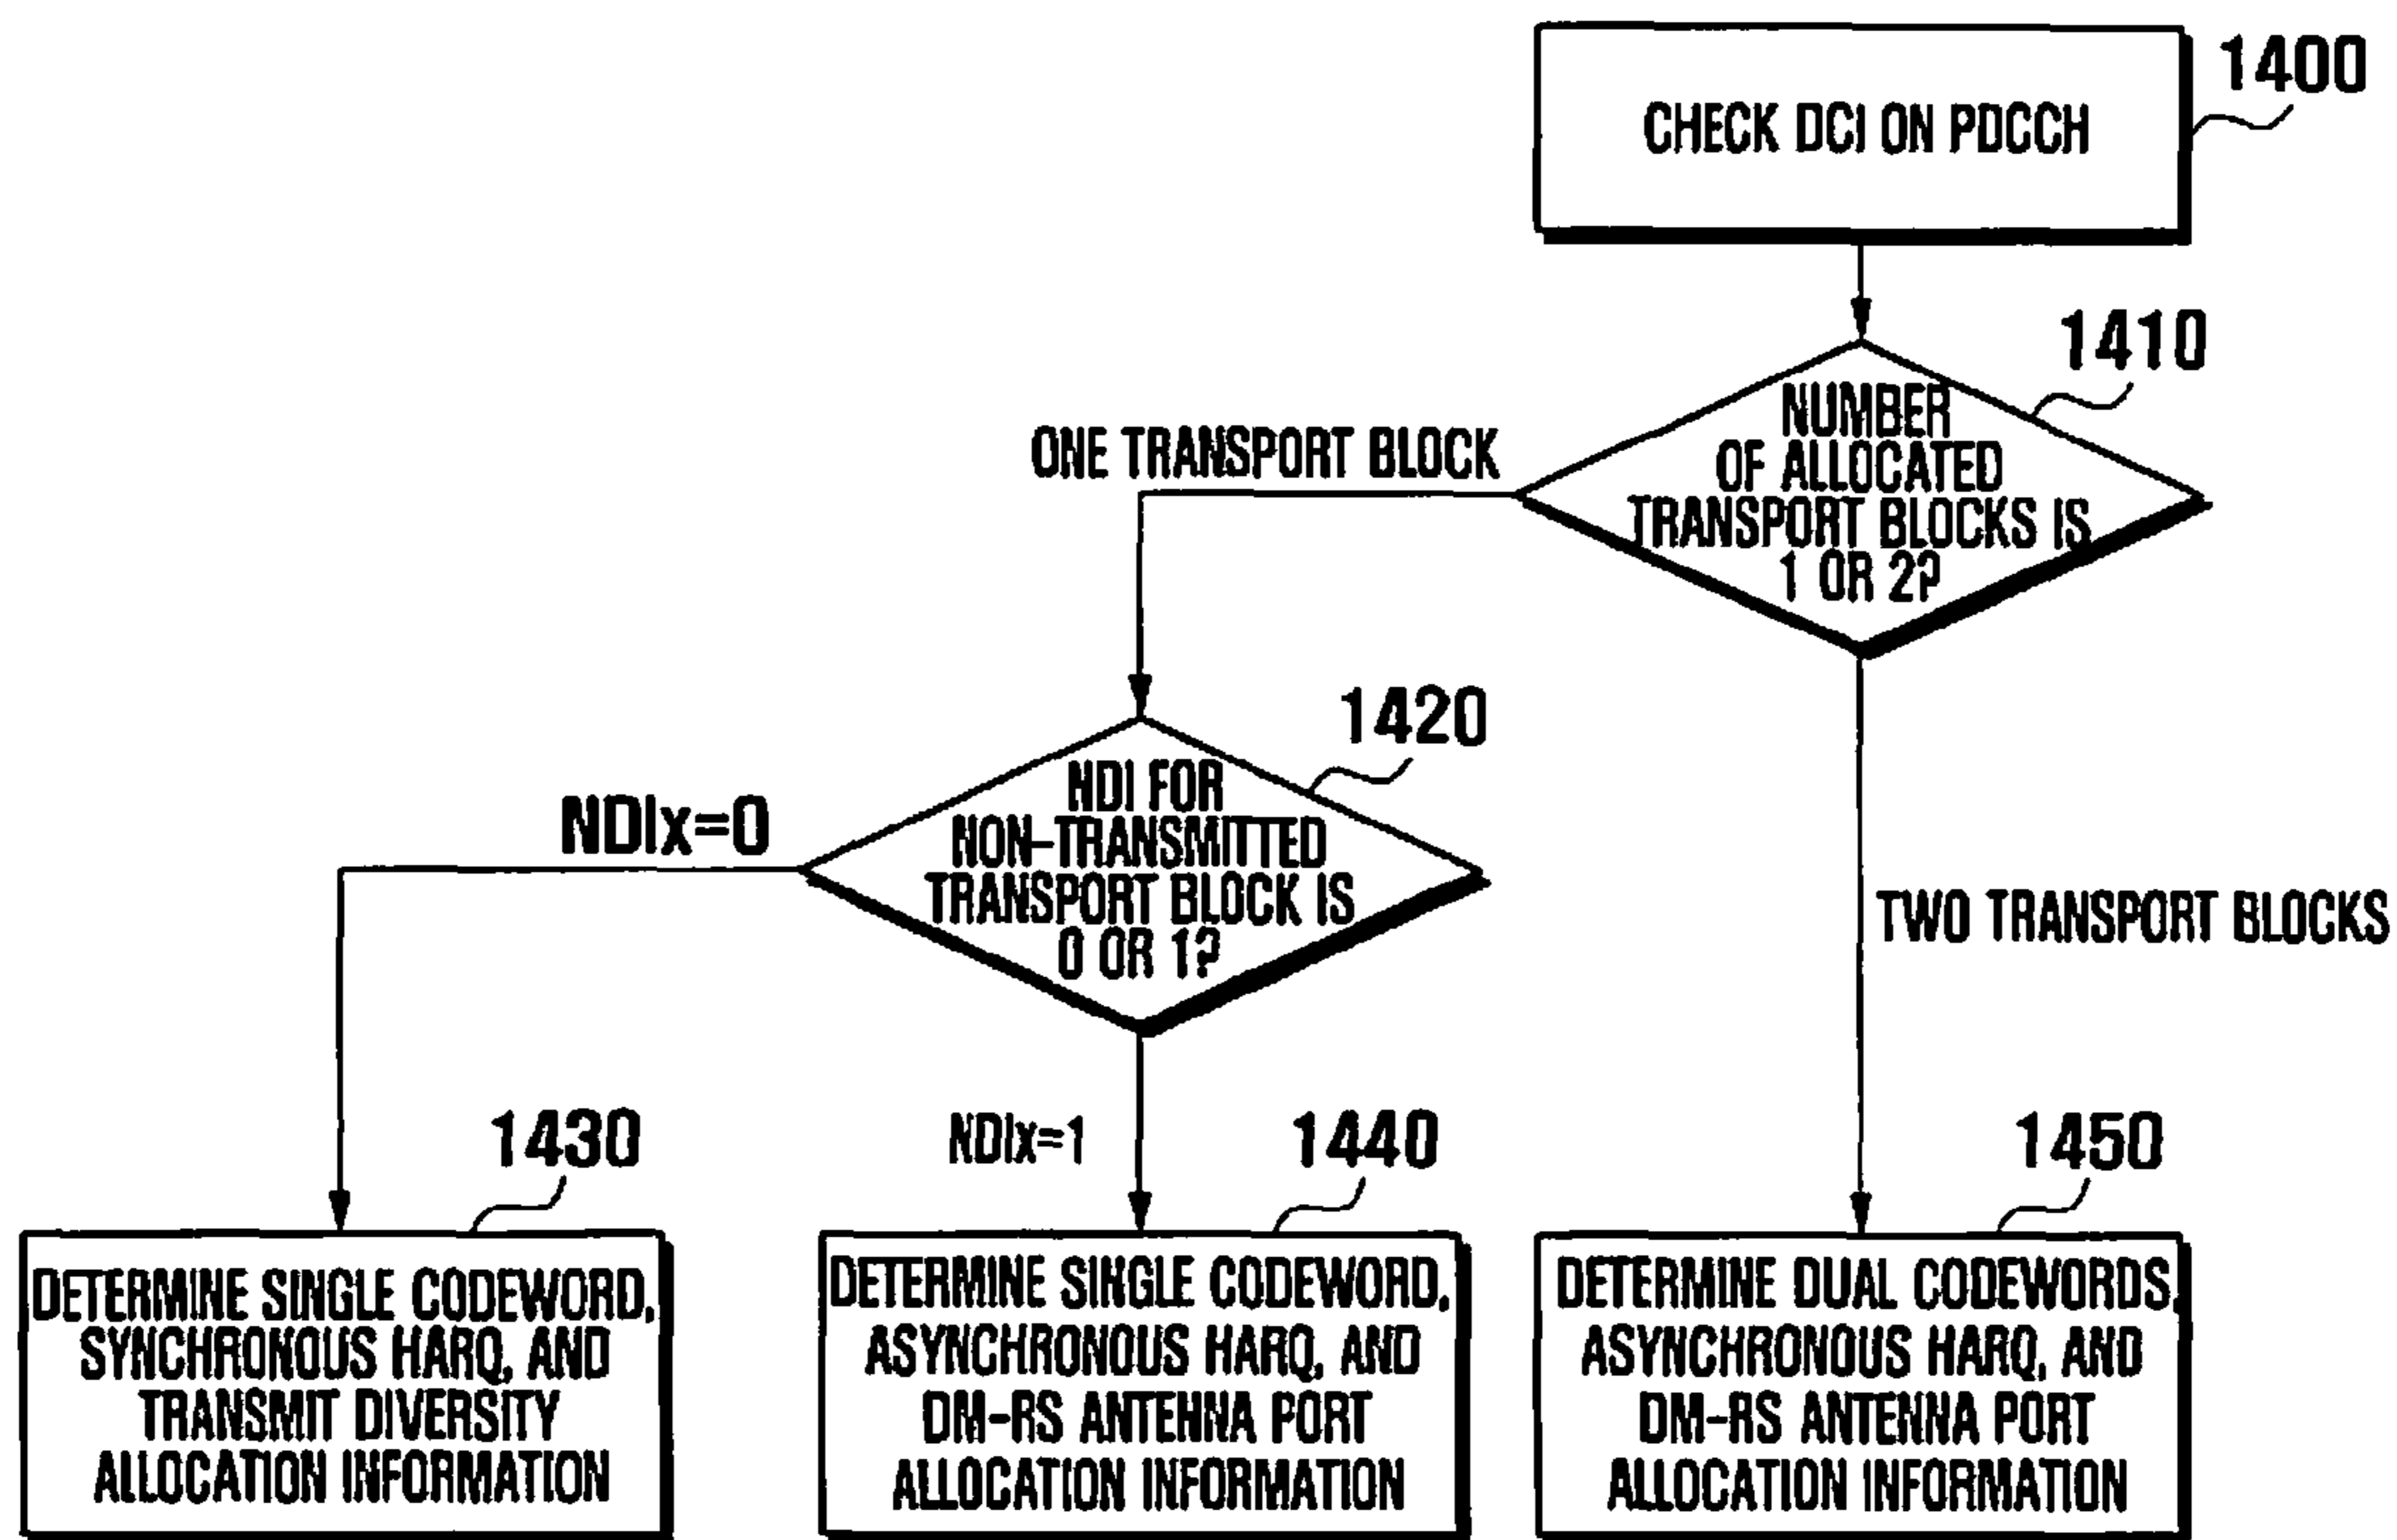 1400
CHECK DCI ON PDCCH
1410
NUMBER
OF ALLOCATED
TRANSPORT BLOCKS IS
1 OR 2?
ONE TRANSPORT BLOCK
1420
NDI FOR
NON-TRANSMITTED
TRANSPORT BLOCK IS
0 OR 1?
NDIx=0
TWO TRANSPORT BLOCKS
1430
NDIx=1
1440
1450
DETERMINE SINGLE CODEWORD,
SYNCHRONOUS HARQ, AND
TRANSMIT DIVERSITY
ALLOCATION INFORMATION
DETERMINE SINGLE CODEWORD,
ASYNCHRONOUS HARQ, AND
DM-RS ANTENNA PORT
ALLOCATION INFORMATION
DETERMINE DUAL CODEWORDS,
ASYNCHRONOUS HARQ, AND
DM-RS ANTENNA PORT
ALLOCATION INFORMATION